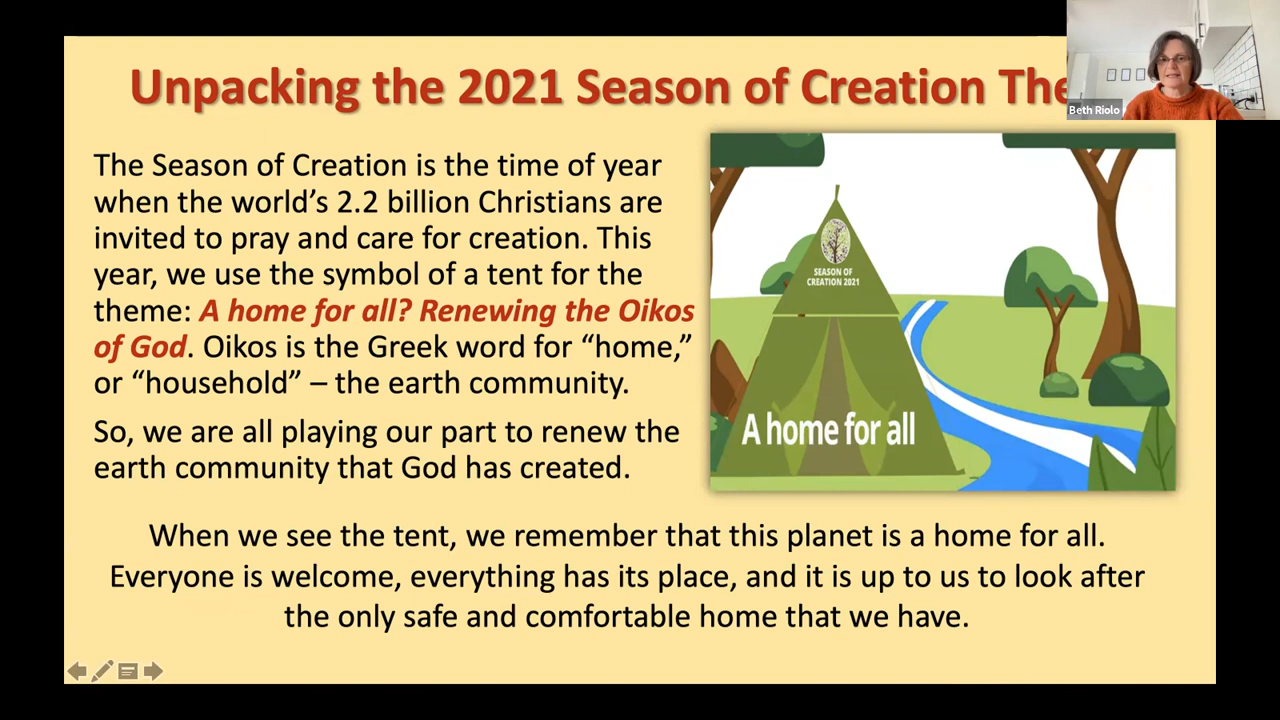 Unpacking the 2021 Season of Creation The
Beth Riolo
The Season of Creation is the time of year
when the world’s 2.2 billion Christians are
invited to pray and care for creation. This
year, we use the symbol of a tent for the
theme: A home for all? Renewing the Oikos
of God. Oikos is the Greek word for “home,”
or “household” – the earth community.
So, we are all playing our part to renew the
earth community that God has created.
SEASON OF
CREATION 2021
A home for all
When we see the tent, we remember that this planet is a home for all.
Everyone is welcome, everything has its place, and it is up to us to look after
the only safe and comfortable home that we have.